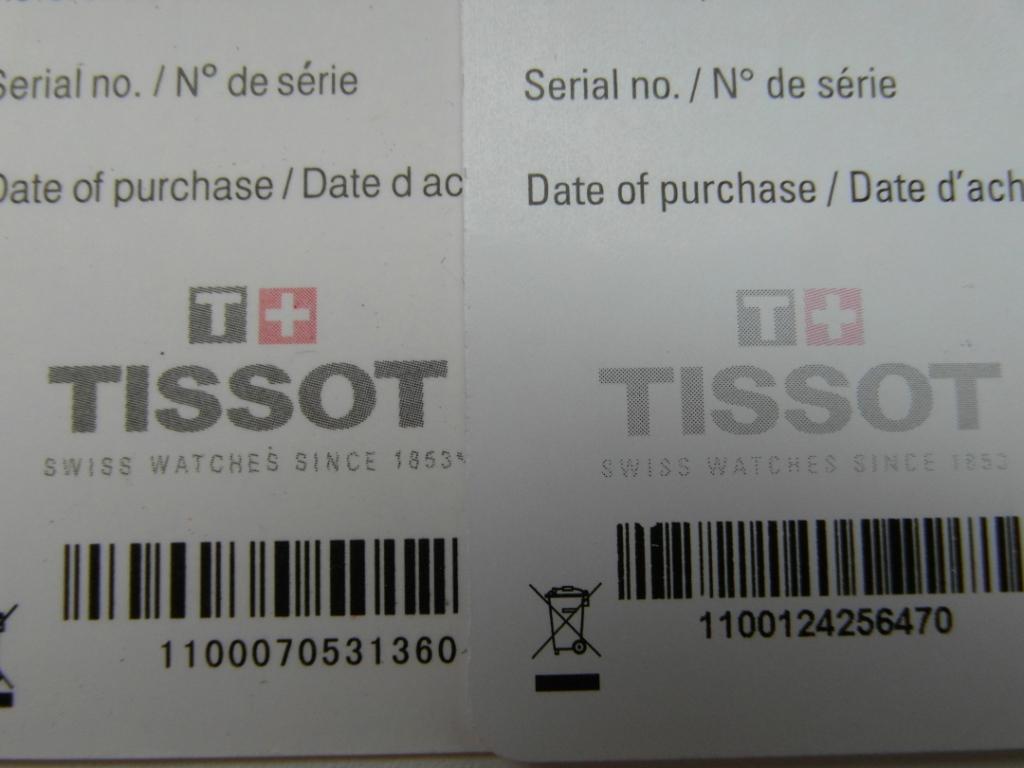 Serial no. / N° de série
Date of purchase / Date d ac
T
TISSOT
SWISS WATCHES SINCE 1853
1100070531360
Serial no. / N° de série
Date of purchase / Date d'ach
T
TISSOT
SWISS WATCHES SINCE 1853
1100124256470